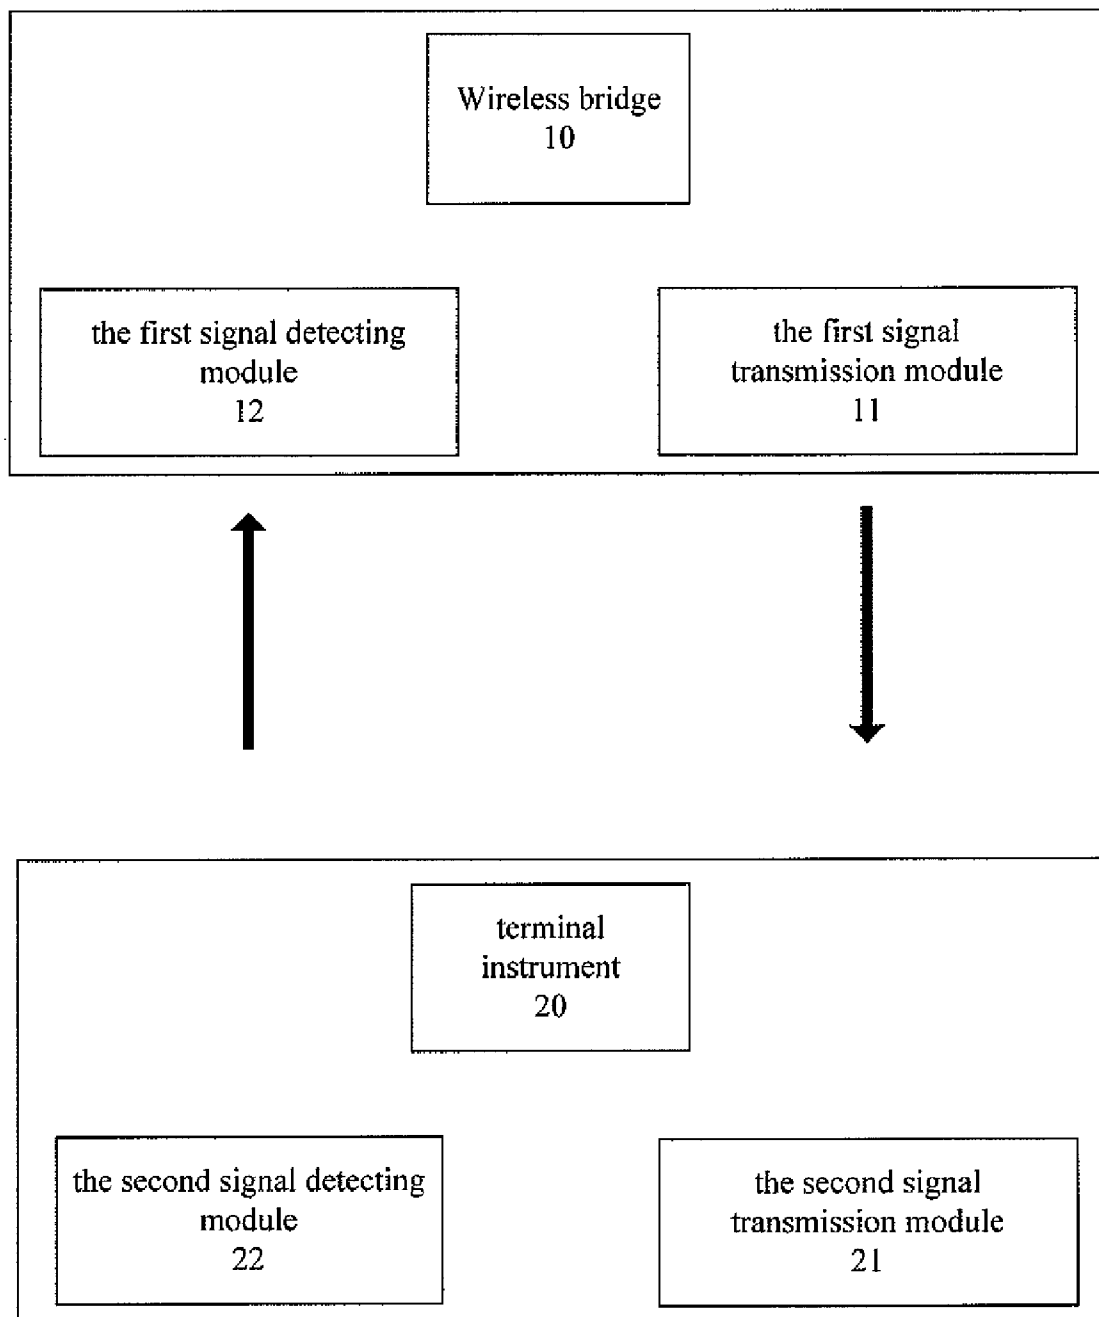 Wireless bridge
10
the first signal detecting
module
12
the first signal
transmission module
11
terminal
instrument
20
the second signal detecting
module
22
the second signal
transmission module
21